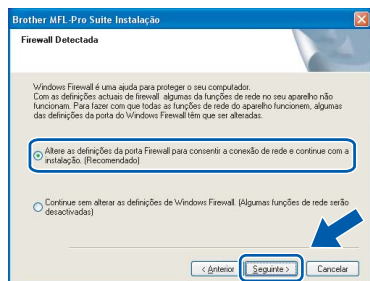 Brother MFL-Pro Suite Instalação
Firewall Detectada
Windows Firewall é uma ajuda para proteger o seu computador.
Com as definições actuais de firewall algumas da funções de rede no seu aparelho não
funcionam. Para fazer com que todas as funções de rede do aparelho funcionem, algumas
das definições da porta do Windows Firewall têm que ser alteradas.
Altere as definições da porta Firewall para consentir a conexão de rede e continue com a
instalação. (Recomendado)
Continue sem alterar as definições de Windows Firewall. (Algumas funções de rede serão
desactivadas)
< Anterior
Seguinte >
Cancelar